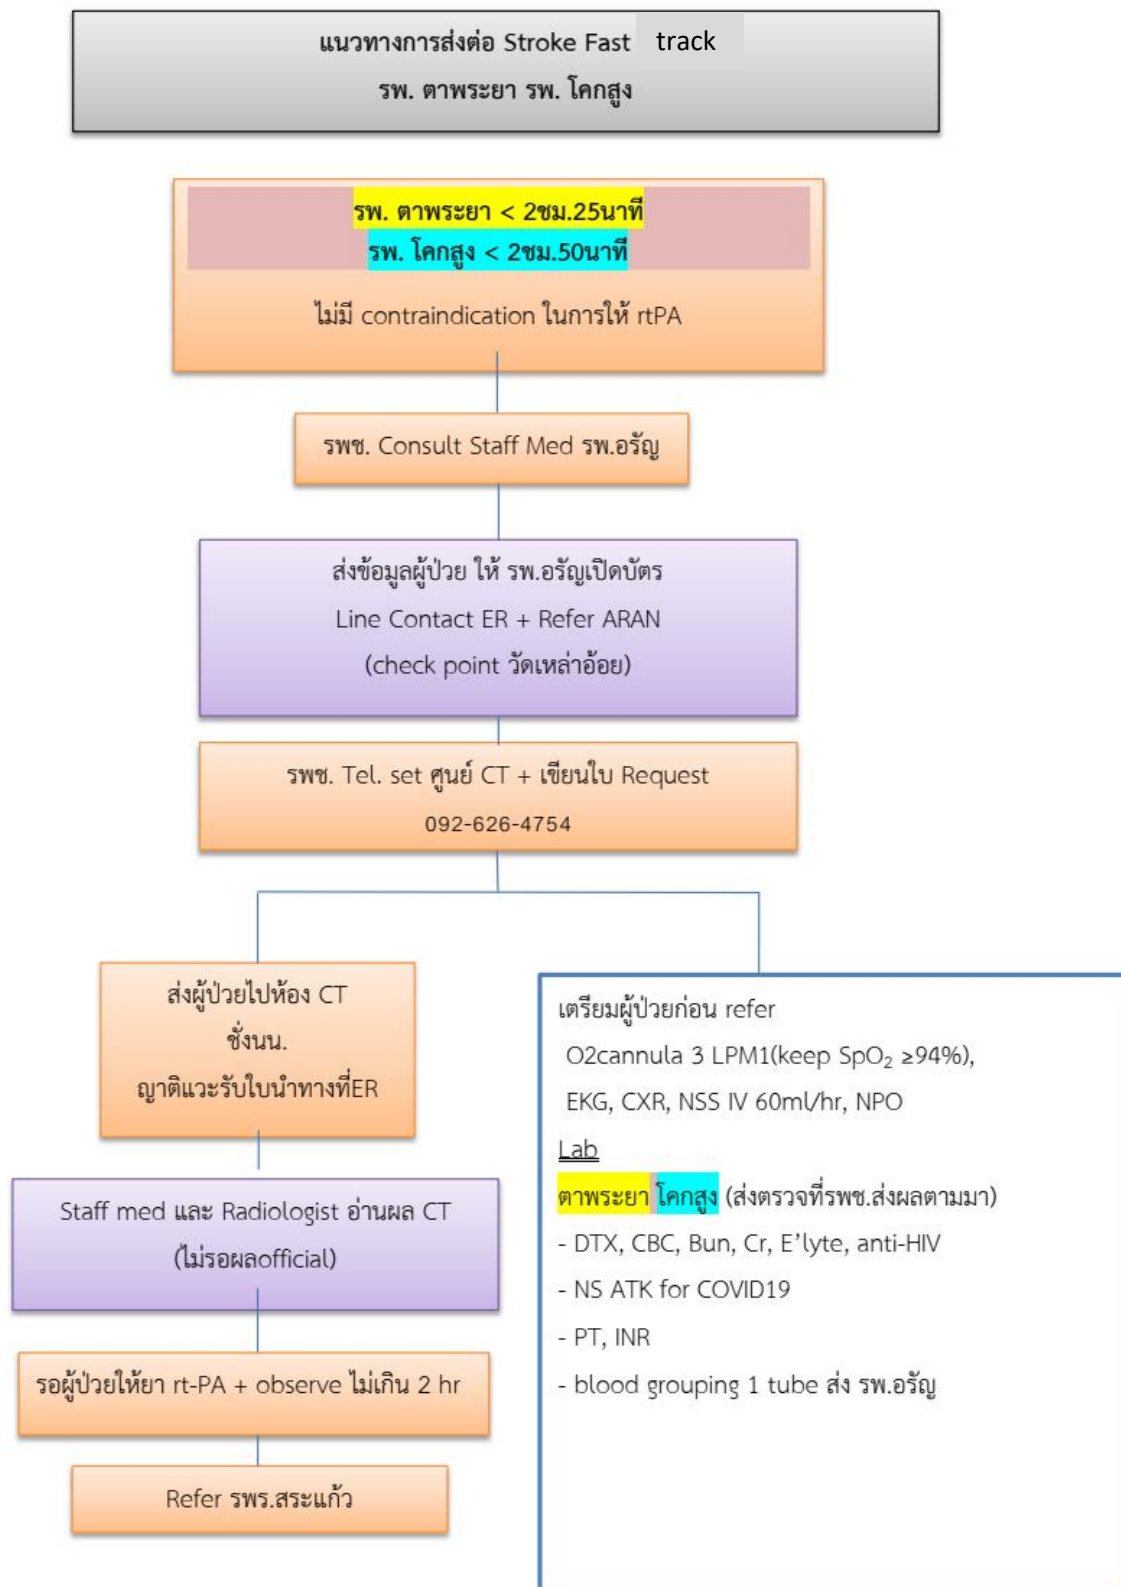 แนวทางการส่งต่อ Stroke Fast track
รพ. ตาพระยา รพ. โคกสูง
รพ. ตาพระยา < 2ชม.25นาที
รพ. โคกสูง < 2ชม.50นาที
ไม่มี contraindication ในการให้ rtPA
รพช. Consult Staff Med รพ.อรัญ
ส่งข้อมูลผู้ป่วย ให้ รพ.อรัญเปิดบัตร
Line Contact ER + Refer ARAN
(check point วัดเหล่าอ้อย)
รพช. Tel. set ศูนย์ CT + เขียนใบ Request
092-626-4754
ส่งผู้ป่วยไปห้อง CT
ชั่งนน.
ญาติแวะรับใบนำทางที่ER
Staff med และ Radiologist อ่านผล CT
(ไม่รอผลofficial)
รอผู้ป่วยให้ยา rt-PA + observe ไม่เกิน 2 hr
Refer รพร.สระแก้ว
เตรียมผู้ป่วยก่อน refer
O2cannula 3 LPM1(keep SpO₂ ≥94%),
EKG, CXR, NSS IV 60ml/hr, NPO
Lab
ตาพระยา โคกสูง (ส่งตรวจที่รพช.ส่งผลตามมา)
- DTX, CBC, Bun, Cr, E’lyte, anti-HIV
- NS ATK for COVID19
- PT, INR
- blood grouping 1 tube ส่ง รพ.อรัญ